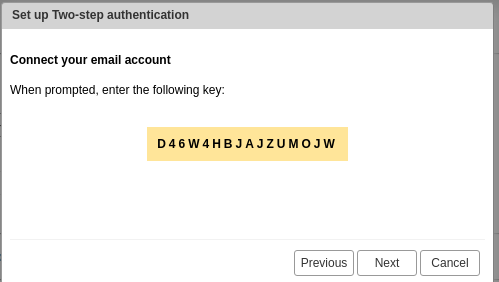 Set up Two-step authentication
Connect your email account
When prompted, enter the following key:
D46W4HBJAJZUMOJW
Previous Next Cancel